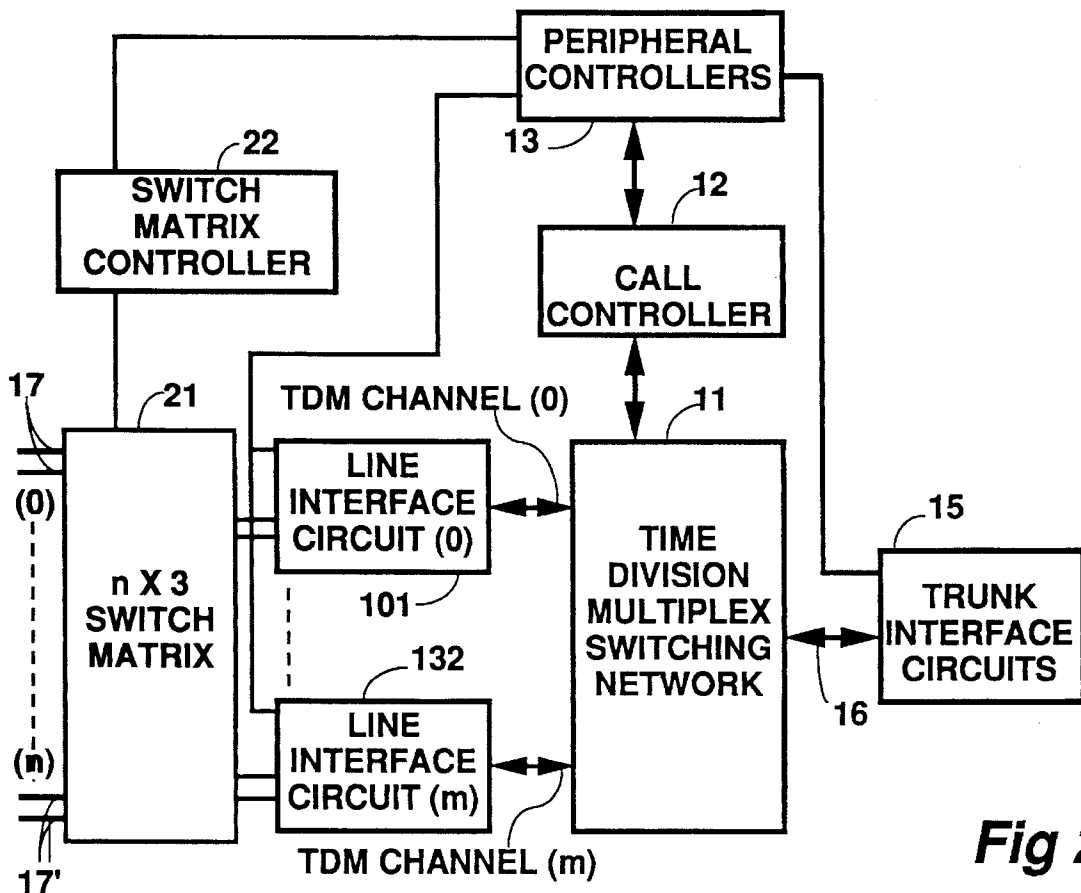 PERIPHERAL
CONTROLLERS
13
22
SWITCH
MATRIX
CONTROLLER
12
CALL
CONTROLLER
17
21
TDM CHANNEL (0)
11
(0)
LINE
INTERFACE
CIRCUIT (0)
101
n X 3
SWITCH
MATRIX
TIME
DIVISION
MULTIPLEX
SWITCHING
NETWORK
15
TRUNK
INTERFACE
CIRCUITS
16
132
LINE
INTERFACE
CIRCUIT (m)
(n)
17'
TDM CHANNEL (m)
Fig